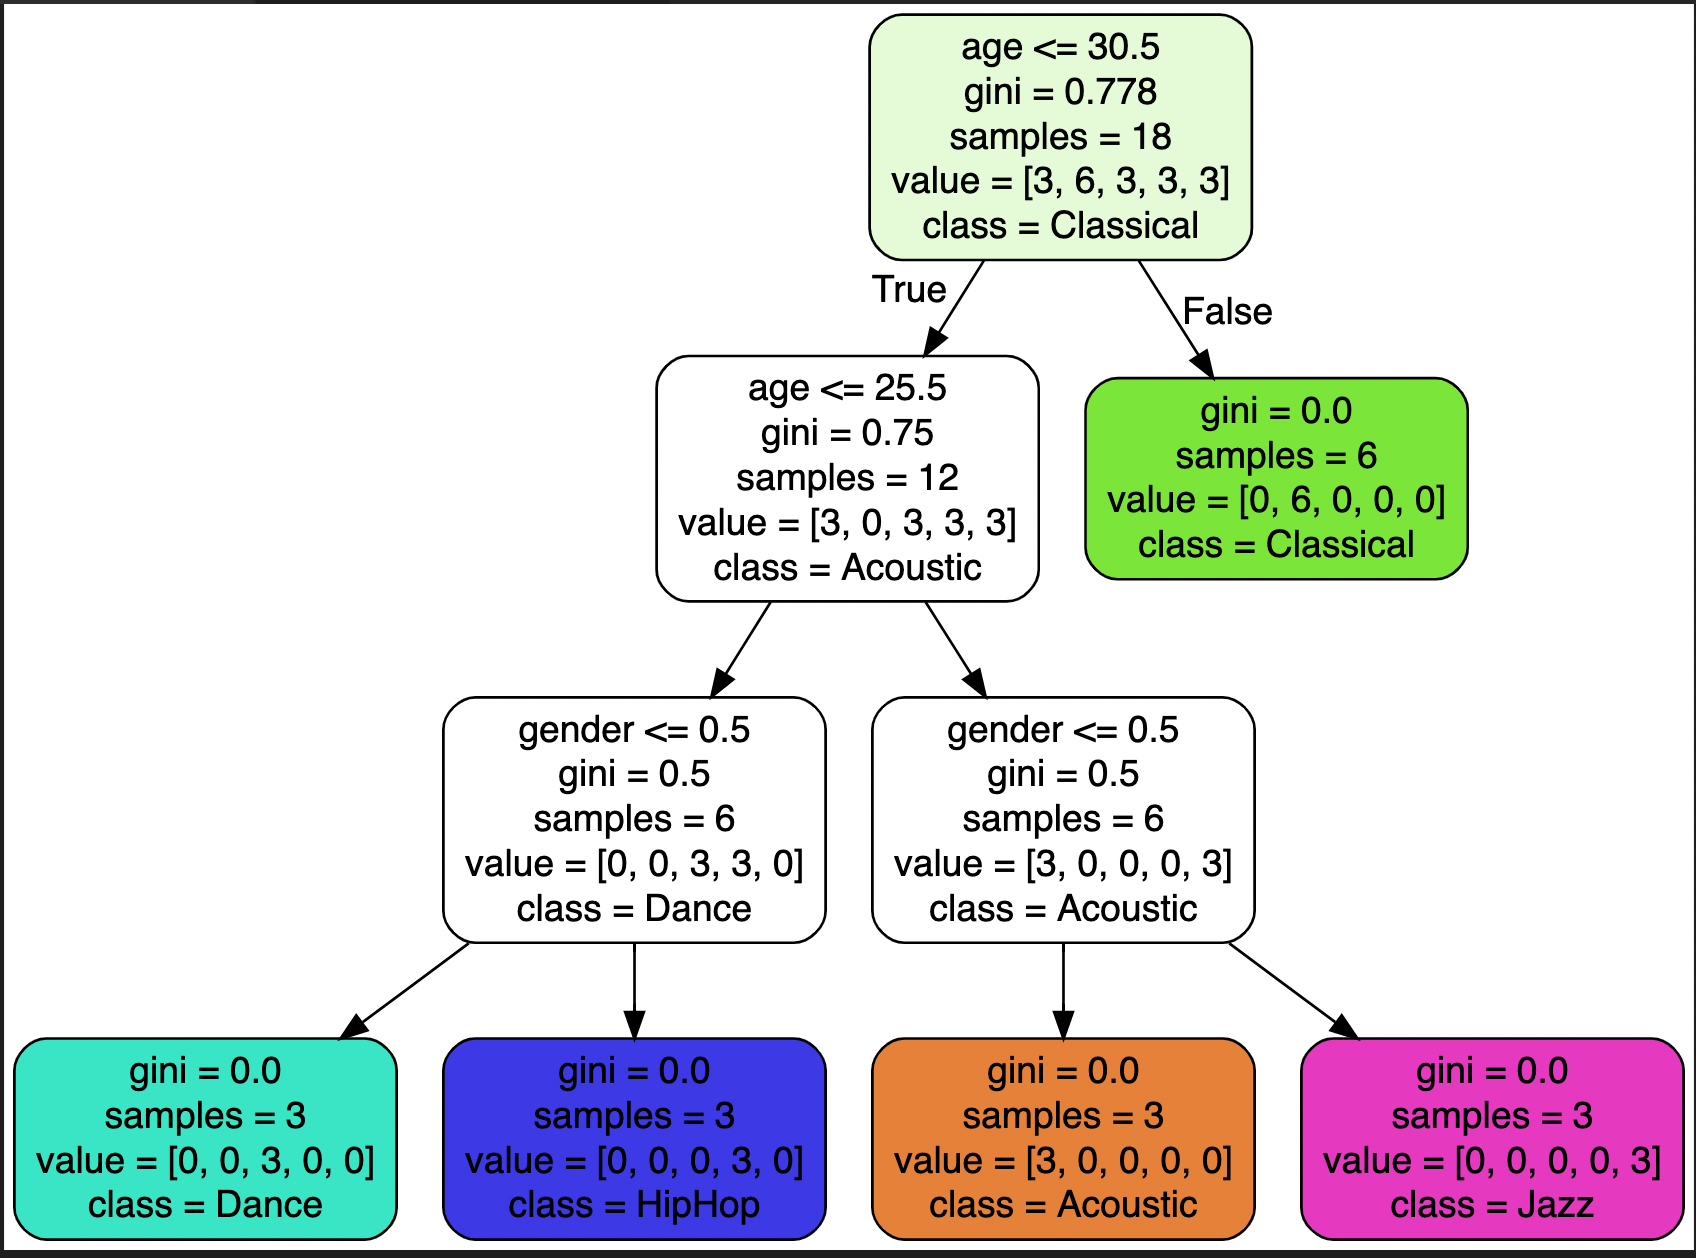 age <= 30.5
gini = 0.778
samples = 18
value = [3, 6, 3, 3, 3]
class = Classical
True
False
age <= 25.5
gini = 0.75
samples = 12
value = [3, 0, 3, 3, 3]
class = Acoustic
gini = 0.0
samples = 6
value = [0, 6, 0, 0, 0]
class = Classical
gender <= 0.5
gini = 0.5
samples = 6
value = [0, 0, 3, 3, 0]
class = Dance
gender <= 0.5
gini = 0.5
samples = 6
value = [3, 0, 0, 0, 3]
class = Acoustic
gini = 0.0
samples = 3
value = [0, 0, 3, 0, 0]
class = Dance
gini = 0.0
samples = 3
value = [0, 0, 0, 3, 0]
class = HipHop
gini = 0.0
samples = 3
value = [3, 0, 0, 0, 0]
class = Acoustic
gini = 0.0
samples = 3
value = [0, 0, 0, 0, 3]
class = Jazz